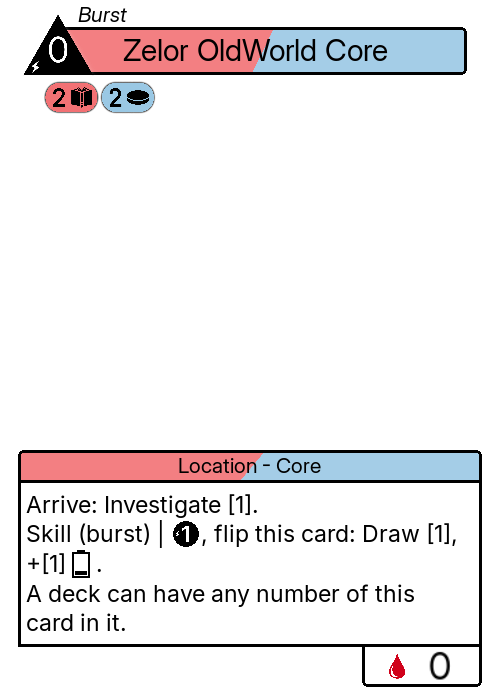 Burst
0 Zelor OldWorld Core
2 2
Location - Core
Arrive: Investigate [1].
Skill (burst) | 1, flip this card: Draw [1],
+[1] .
A deck can have any number of this
card in it.
0